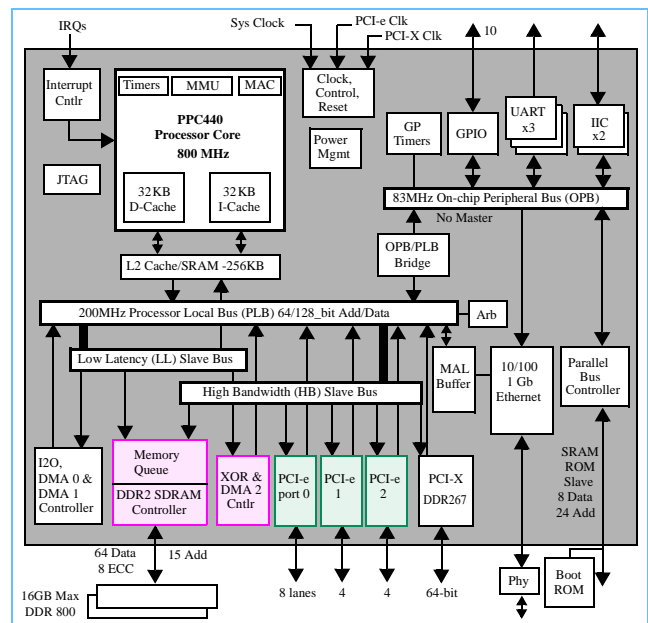 IRQs
Sys Clock
PCI-e Clk
PCI-X Clk
10
Interrupt
Cntlr
Timers
MMU
MAC
PPC440
Processor Core
800 MHz
32KB
D-Cache
32KB
I-Cache
JTAG
Clock,
Control,
Reset
Power
Mgmt
GP
Timers
GPIO
UART
x3
IIC
x2
83MHz On-chip Peripheral Bus (OPB)
No Master
OPB/PLB
Bridge
L2 Cache/SRAM -256KB
200MHz Processor Local Bus (PLB) 64/128_bit Add/Data
Arb
Low Latency (LL) Slave Bus
High Bandwidth (HB) Slave Bus
MAL
Buffer
10/100
1 Gb
Ethernet
Parallel
Bus
Controller
I2O,
DMA 0 &
DMA 1
Controller
Memory
Queue
DDR2 SDRAM
Controller
XOR &
DMA 2
Cntlr
PCI-e
port 0
PCI-e
1
PCI-e
2
PCI-X
DDR267
SRAM
ROM
Slave
8 Data
24 Add
64 Data
8 ECC
15 Add
16GB Max
DDR 800
8 lanes
4
4
64-bit
Phy
Boot
ROM